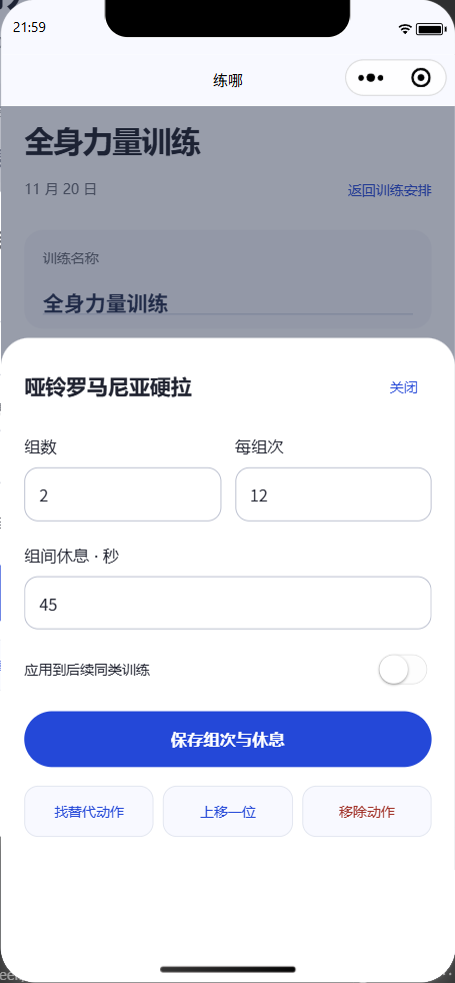 21:59
练哪
全身力量训练
11 月 20 日
返回训练安排
训练名称
全身力量训练
哑铃罗马尼亚硬拉
关闭
组数
每组次
2
12
组间休息 · 秒
45
应用到后续同类训练
保存组次与休息
找替代动作
上移一位
移除动作